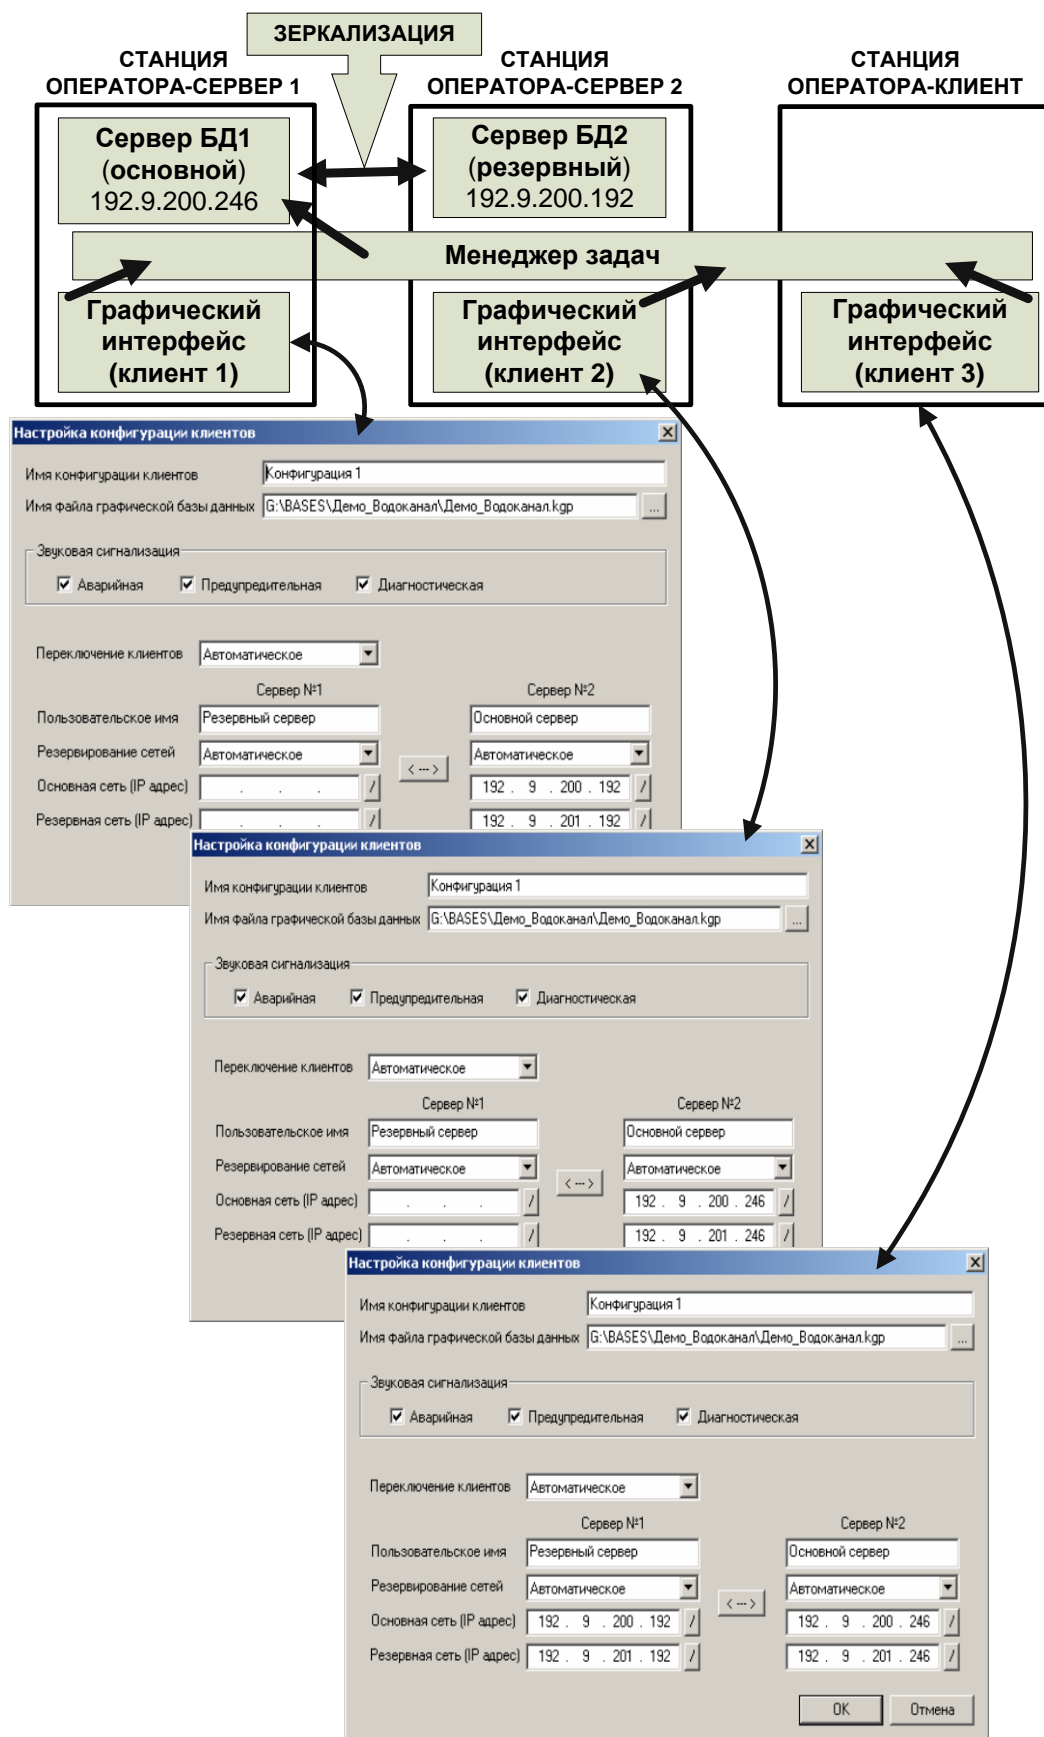 ЗЕРКАЛИЗАЦИЯ
СТАНЦИЯ
ОПЕРАТОРА-СЕРВЕР 1
СТАНЦИЯ
ОПЕРАТОРА-СЕРВЕР 2
СТАНЦИЯ
ОПЕРАТОРА-КЛИЕНТ
Сервер БД1
(основной)
192.9.200.246
Сервер БД2
(резервный)
192.9.200.192
Менеджер задач
Графический
интерфейс
(клиент 1)
Графический
интерфейс
(клиент 2)
Графический
интерфейс
(клиент 3)
Настройка конфигурации клиентов
Имя конфигурации клиентов Конфигурация 1
Имя файла графической базы данных G:\BASES\Демо_Водоканал\Демо_Водоканал.kgp ...
Звуковая сигнализация
Аварийная Предупредительная Диагностическая
Переключение клиентов Автоматическое
Сервер №1 Сервер №2
Пользовательское имя Резервный сервер Основной сервер
Резервирование сетей Автоматическое <---> Автоматическое
Основная сеть (IP адрес) . . . / 192 . 9 . 200 . 192 /
Резервная сеть (IP адрес) . . . / 192 . 9 . 201 . 192 /
Настройка конфигурации клиентов
Имя конфигурации клиентов Конфигурация 1
Имя файла графической базы данных G:\BASES\Демо_Водоканал\Демо_Водоканал.kgp ...
Звуковая сигнализация
Аварийная Предупредительная Диагностическая
Переключение клиентов Автоматическое
Сервер №1 Сервер №2
Пользовательское имя Резервный сервер Основной сервер
Резервирование сетей Автоматическое <---> Автоматическое
Основная сеть (IP адрес) . . . / 192 . 9 . 200 . 246 /
Резервная сеть (IP адрес) . . . / 192 . 9 . 201 . 246 /
Настройка конфигурации клиентов
Имя конфигурации клиентов Конфигурация 1
Имя файла графической базы данных G:\BASES\Демо_Водоканал\Демо_Водоканал.kgp ...
Звуковая сигнализация
Аварийная Предупредительная Диагностическая
Переключение клиентов Автоматическое
Сервер №1 Сервер №2
Пользовательское имя Резервный сервер Основной сервер
Резервирование сетей Автоматическое <---> Автоматическое
Основная сеть (IP адрес) 192 . 9 . 200 . 192 / 192 . 9 . 200 . 246 /
Резервная сеть (IP адрес) 192 . 9 . 201 . 192 / 192 . 9 . 201 . 246 /
OK Отмена